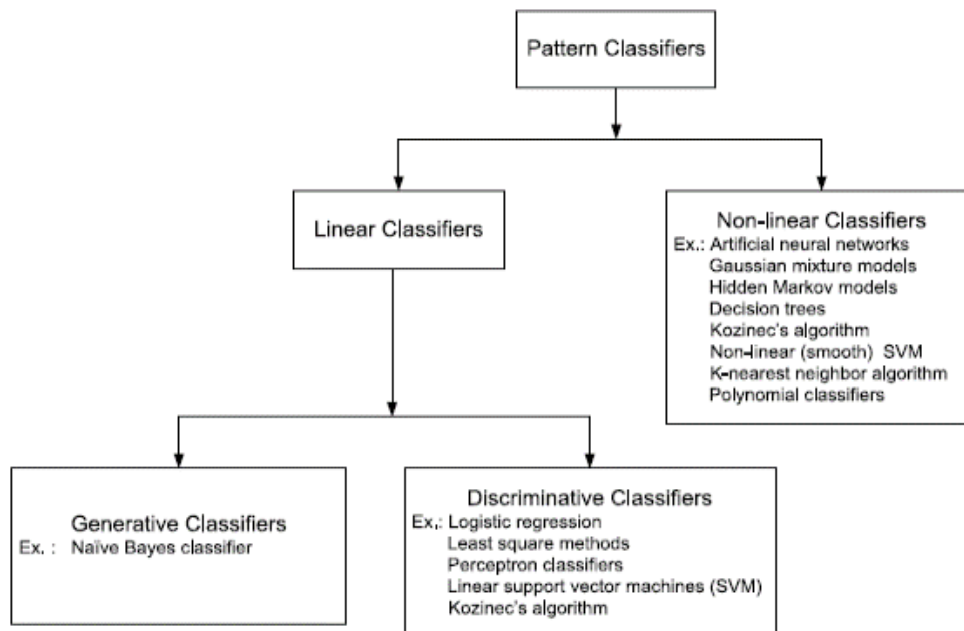 Pattern Classifiers
Linear Classifiers
Non-linear Classifiers
Ex.: Artificial neural networks
Gaussian mixture models
Hidden Markov models
Decision trees
Kozinec's algorithm
Non-linear (smooth) SVM
K-nearest neighbor algorithm
Polynomial classifiers
Generative Classifiers
Ex. : Naïve Bayes classifier
Discriminative Classifiers
Ex.: Logistic regression
Least square methods
Perceptron classifiers
Linear support vector machines (SVM)
Kozinec's algorithm